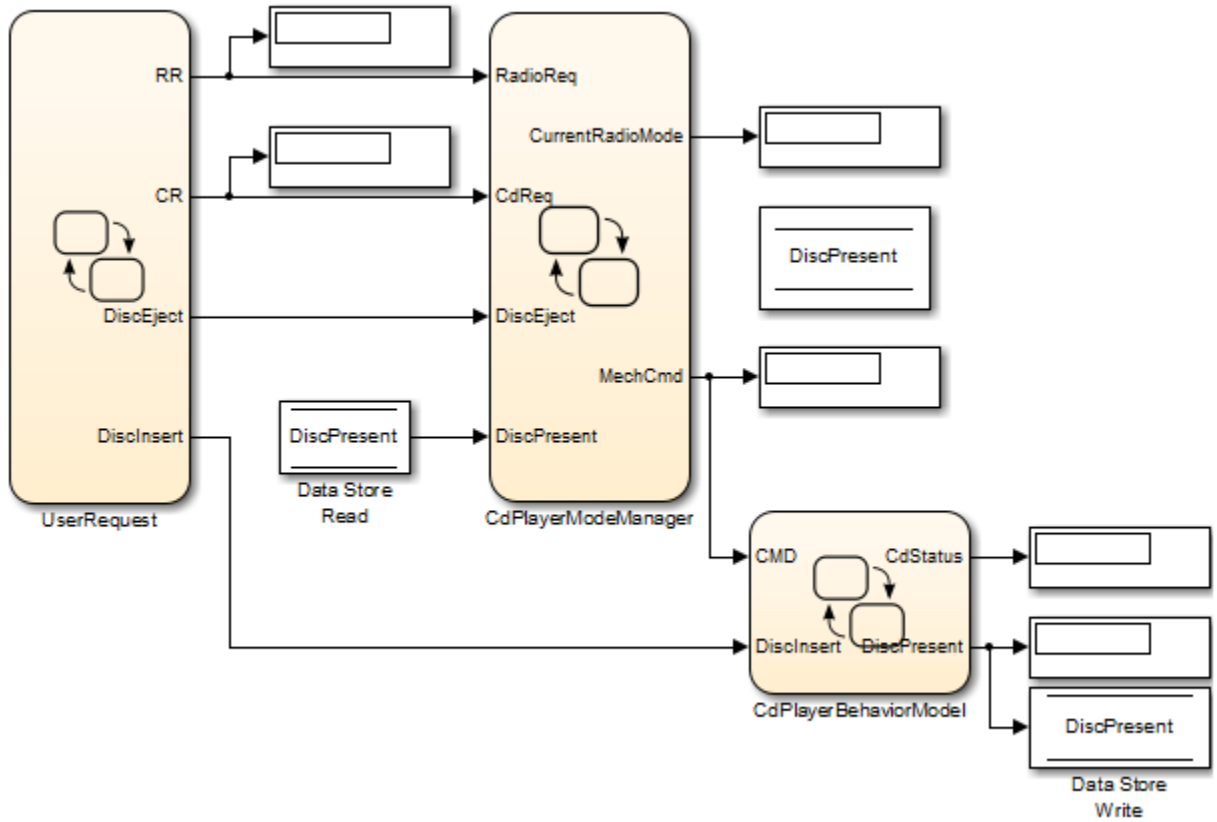 RR
RadioReq
CurrentRadioMode
CR
CdReq
DiscPresent
DiscEject
DiscEject
MechCmd
DiscInsert
DiscPresent
DiscPresent
Data Store
Read
UserRequest
CdPlayerModeManager
CMD
CdStatus
DiscInsert
DiscPresent
CdPlayerBehaviorModel
DiscPresent
Data Store
Write